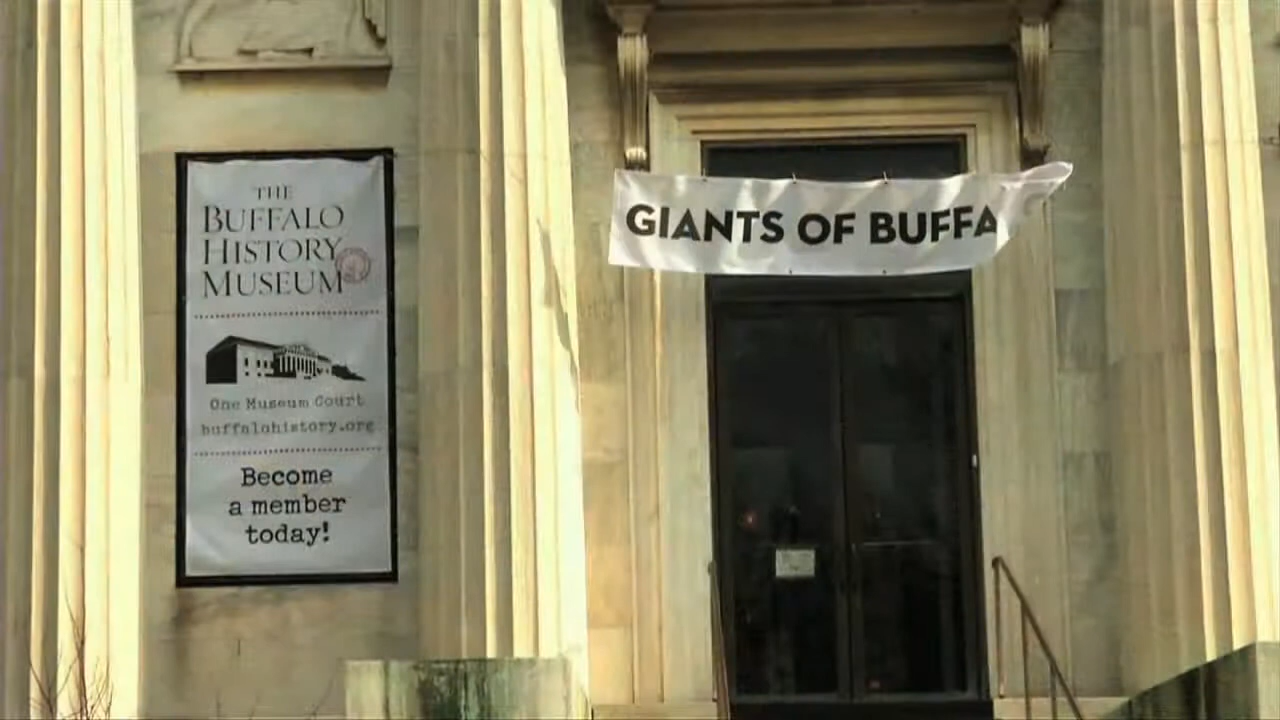 THE
BUFFALO
HISTORY
MUSEUM
One Museum Court
buffalohistory.org
Become
a member
today!
GIANTS OF BUFFA